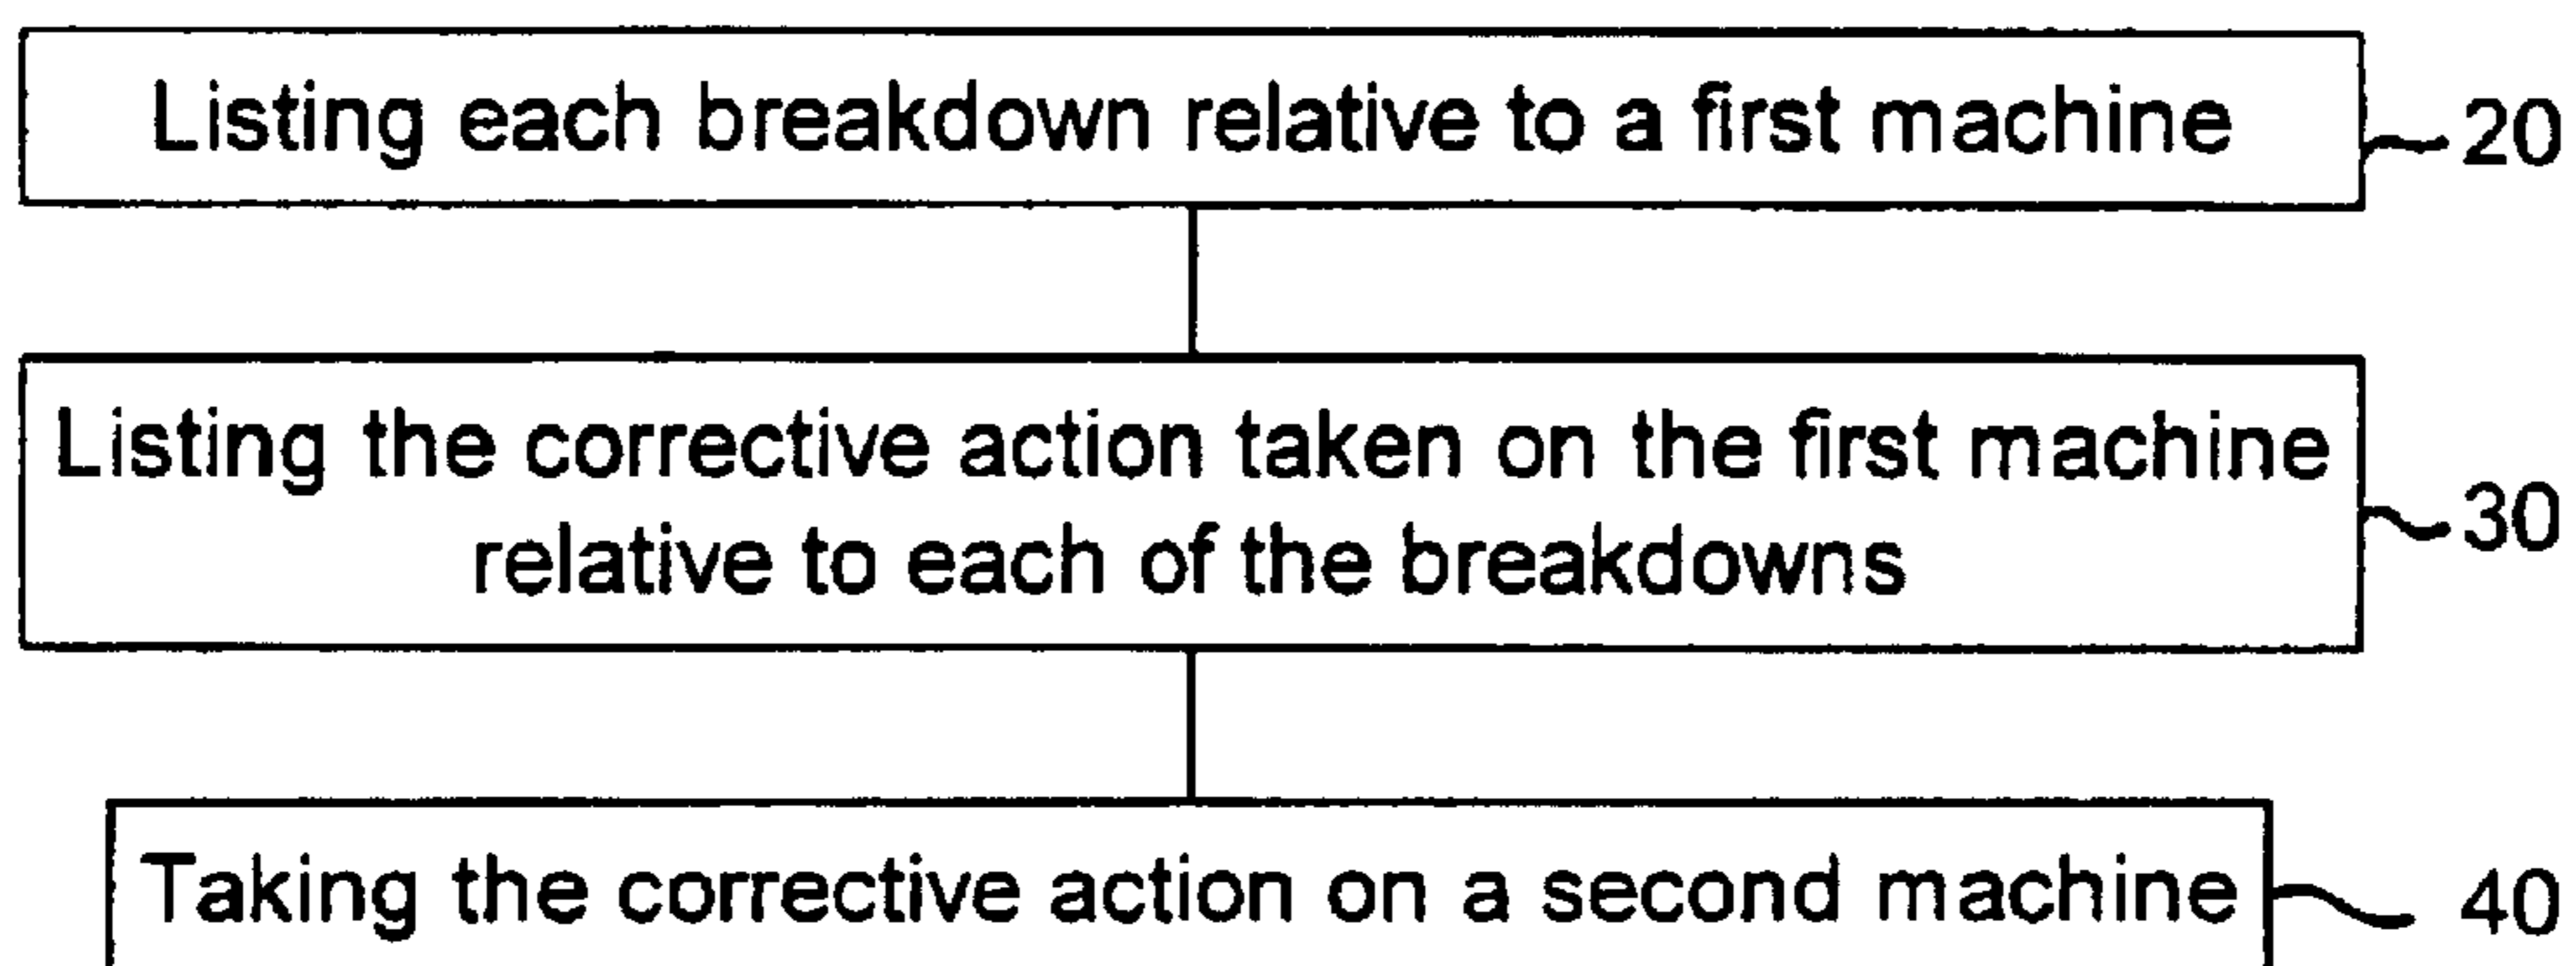 Listing each breakdown relative to a first machine
20
Listing the corrective action taken on the first machine
relative to each of the breakdowns
30
Taking the corrective action on a second machine
40